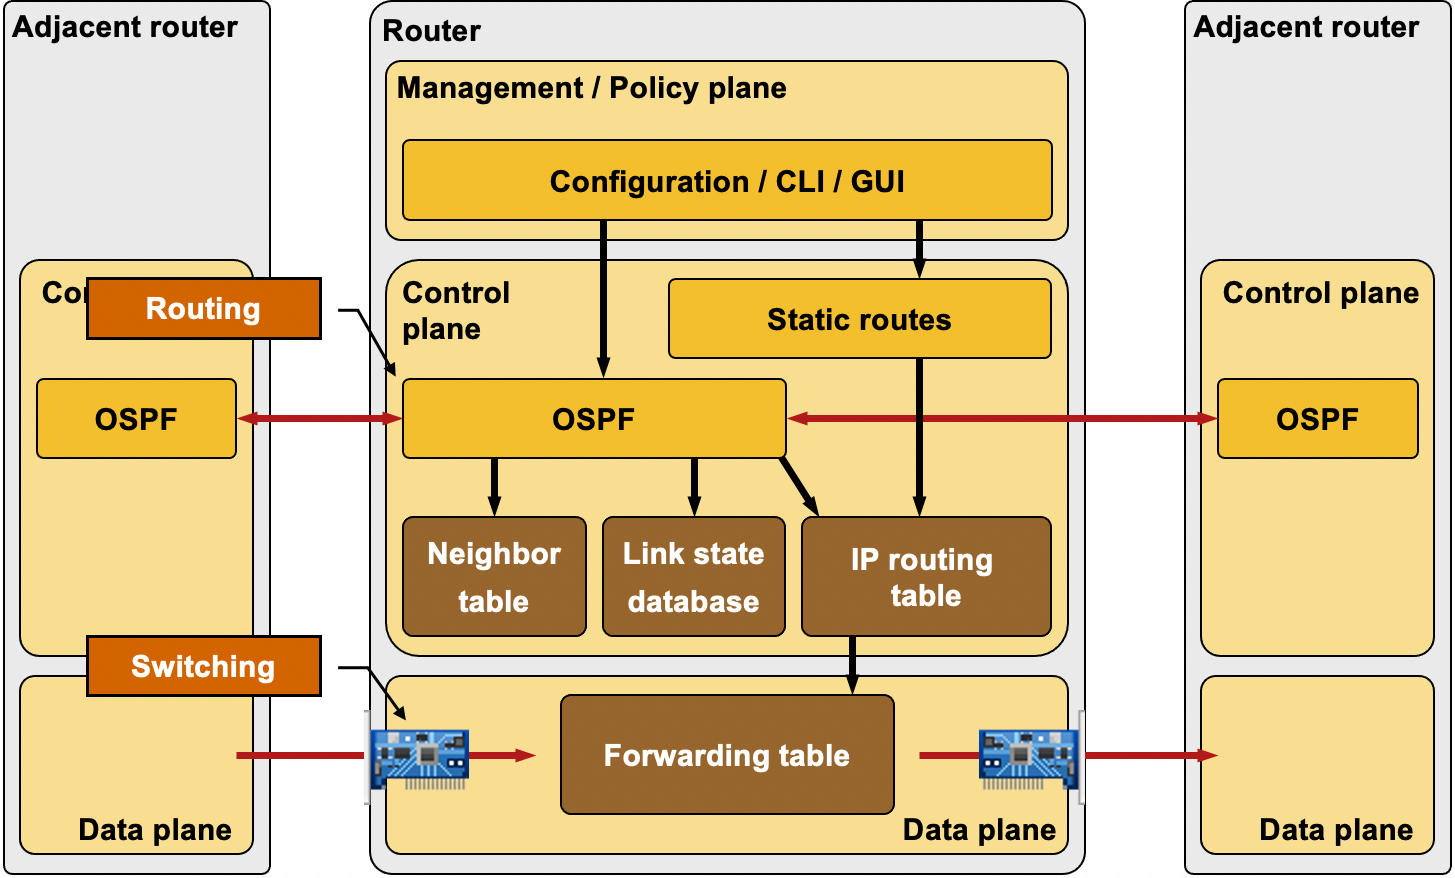 Adjacent router
Router
Adjacent router
Management / Policy plane
Configuration / CLI / GUI
Routing
Control
plane
Static routes
Control plane
OSPF
OSPF
OSPF
Neighbor
table
Link state
database
IP routing
table
Switching
Forwarding table
Data plane
Data plane
Data plane